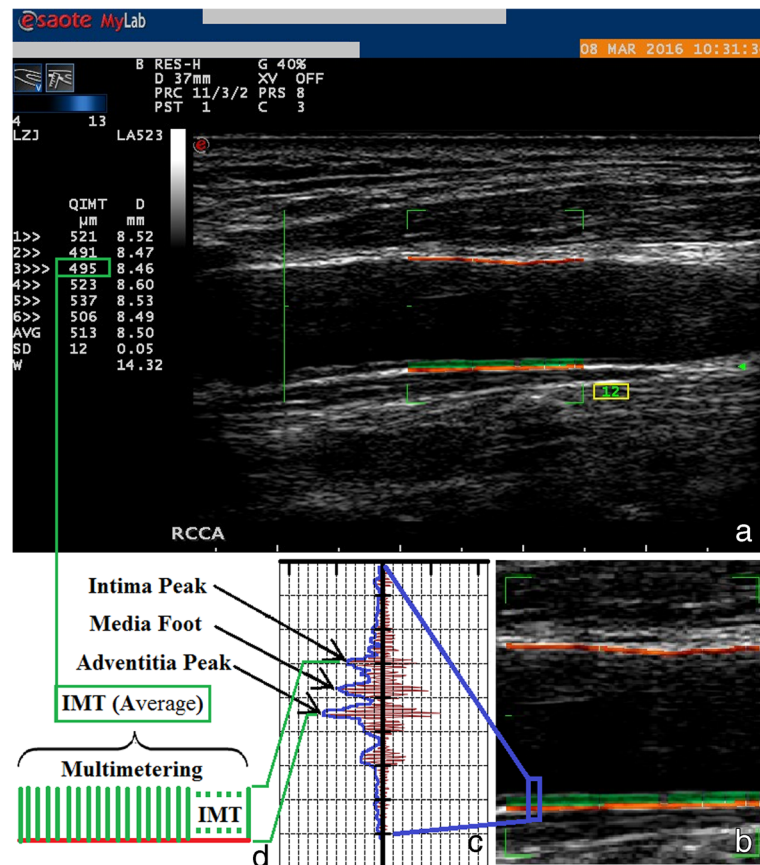 esaote MyLab
08 MAR 2016 10:31:3
B RES-H G 40%
D 37mm XV OFF
PRC 11/3/2 PRS 8
PST 1 C 3
4 13
LZJ LA523
QIMT D
µm mm
1>> 521 8.52
2>> 491 8.47
3>>> 495 8.46
4>> 523 8.60
5>> 537 8.53
6>> 506 8.49
AVG 513 8.50
SD 12 0.05
W 14.32
12
RCCA
a
Intima Peak
Media Foot
Adventitia Peak
IMT (Average)
Multimetering
IMT
d
c
b